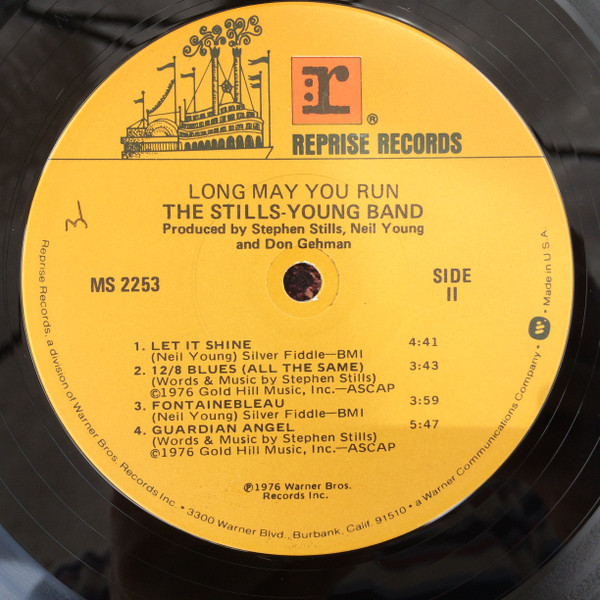 r
®
REPRISE RECORDS
LONG MAY YOU RUN
THE STILLS-YOUNG BAND
Produced by Stephen Stills, Neil Young
and Don Gehman
MS 2253
SIDE
II
1. LET IT SHINE 4:41
(Neil Young) Silver Fiddle—BMI
2. 12/8 BLUES (ALL THE SAME) 3:43
(Words & Music by Stephen Stills)
©1976 Gold Hill Music, Inc.—ASCAP
3. FONTAINEBLEAU 3:59
(Neil Young) Silver Fiddle—BMI
4. GUARDIAN ANGEL 5:47
(Words & Music by Stephen Stills)
©1976 Gold Hill Music, Inc.—ASCAP
℗1976 Warner Bros.
Records Inc.
Reprise Records, a division of Warner Bros. Records Inc. • 3300 Warner Blvd., Burbank, Calif. 91510 • a Warner Communications Company • W • Made in U.S.A.